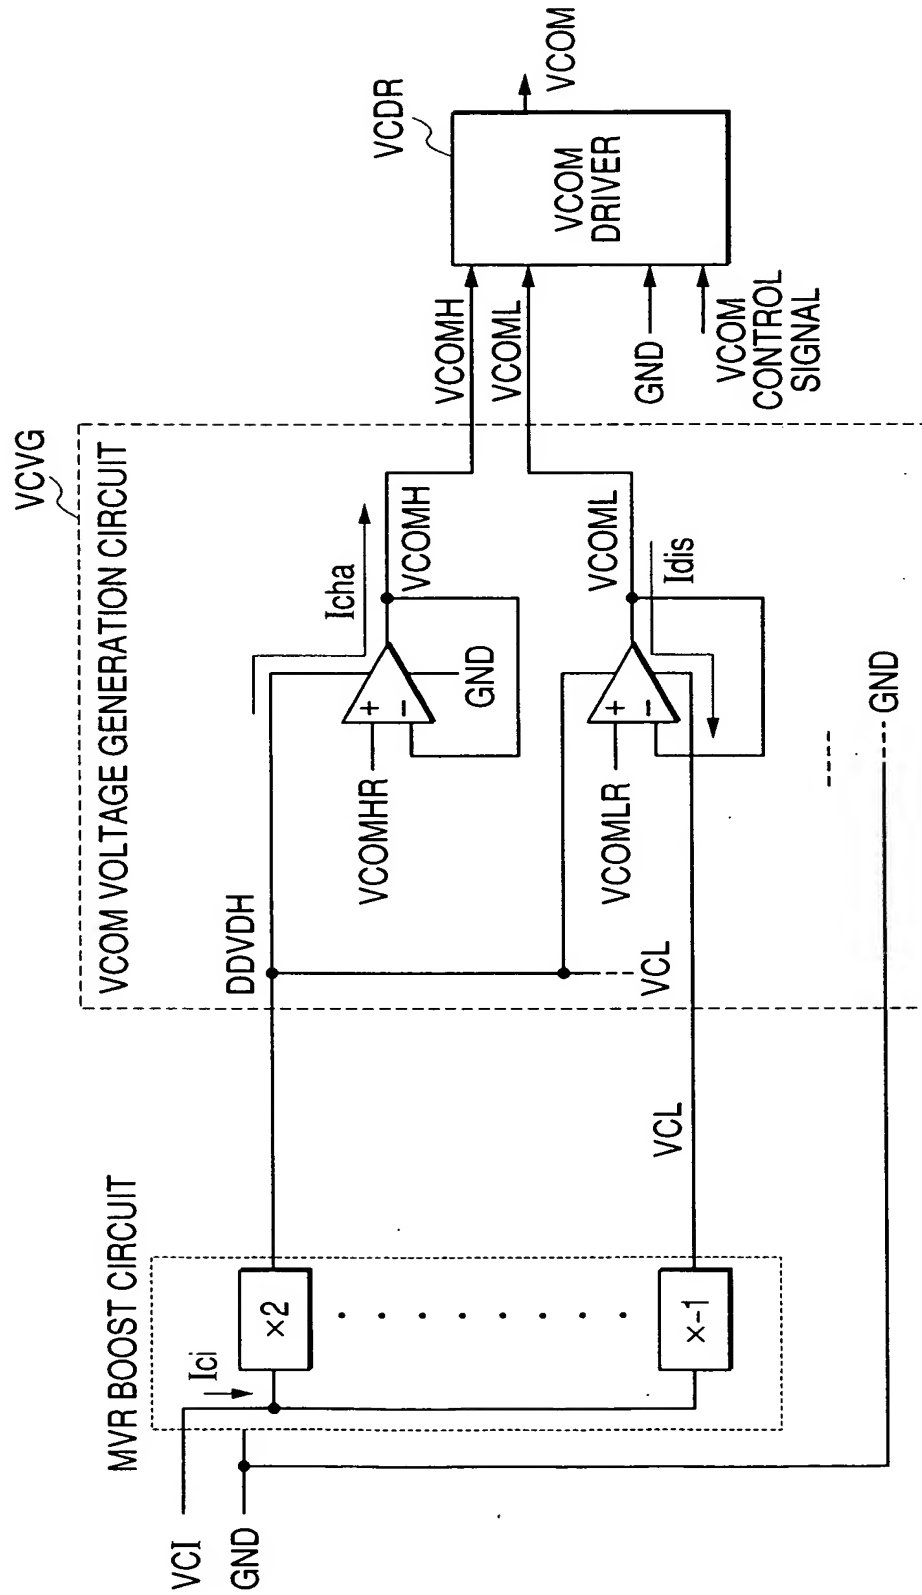 VCI
GND
MVR BOOST CIRCUIT
Ici
×2
×-1
VCL
VCVG
VCOM VOLTAGE GENERATION CIRCUIT
DDVDH
VCL
VCOMHR
+
−
GND
Icha
VCOMH
VCOMLR
+
−
VCOML
Idis
GND
VCOMH
VCOML
GND
VCOM
CONTROL
SIGNAL
VCDR
VCOM
DRIVER
VCOM